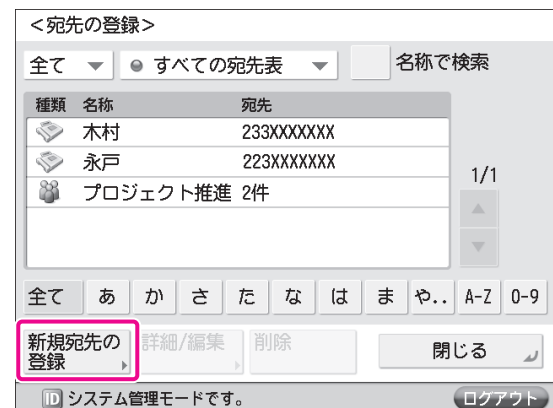 <宛先の登録>
全て すべての宛先表 名称で検索
種類 名称 宛先
木村 233XXXXXXX
永戸 223XXXXXXX
プロジェクト推進 2件
1/1
全て あ か さ た な は ま や.. A-Z 0-9
新規宛先の
登録
詳細/編集 削除 閉じる
ID システム管理モードです。 ログアウト